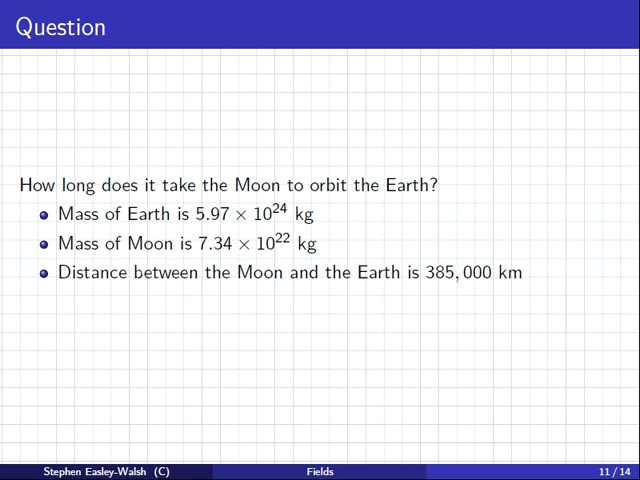 Question
How long does it take the Moon to orbit the Earth?
Mass of Earth is 5.97 × 10²⁴ kg
Mass of Moon is 7.34 × 10²² kg
Distance between the Moon and the Earth is 385, 000 km
Stephen Easley-Walsh (C) Fields 11 / 14